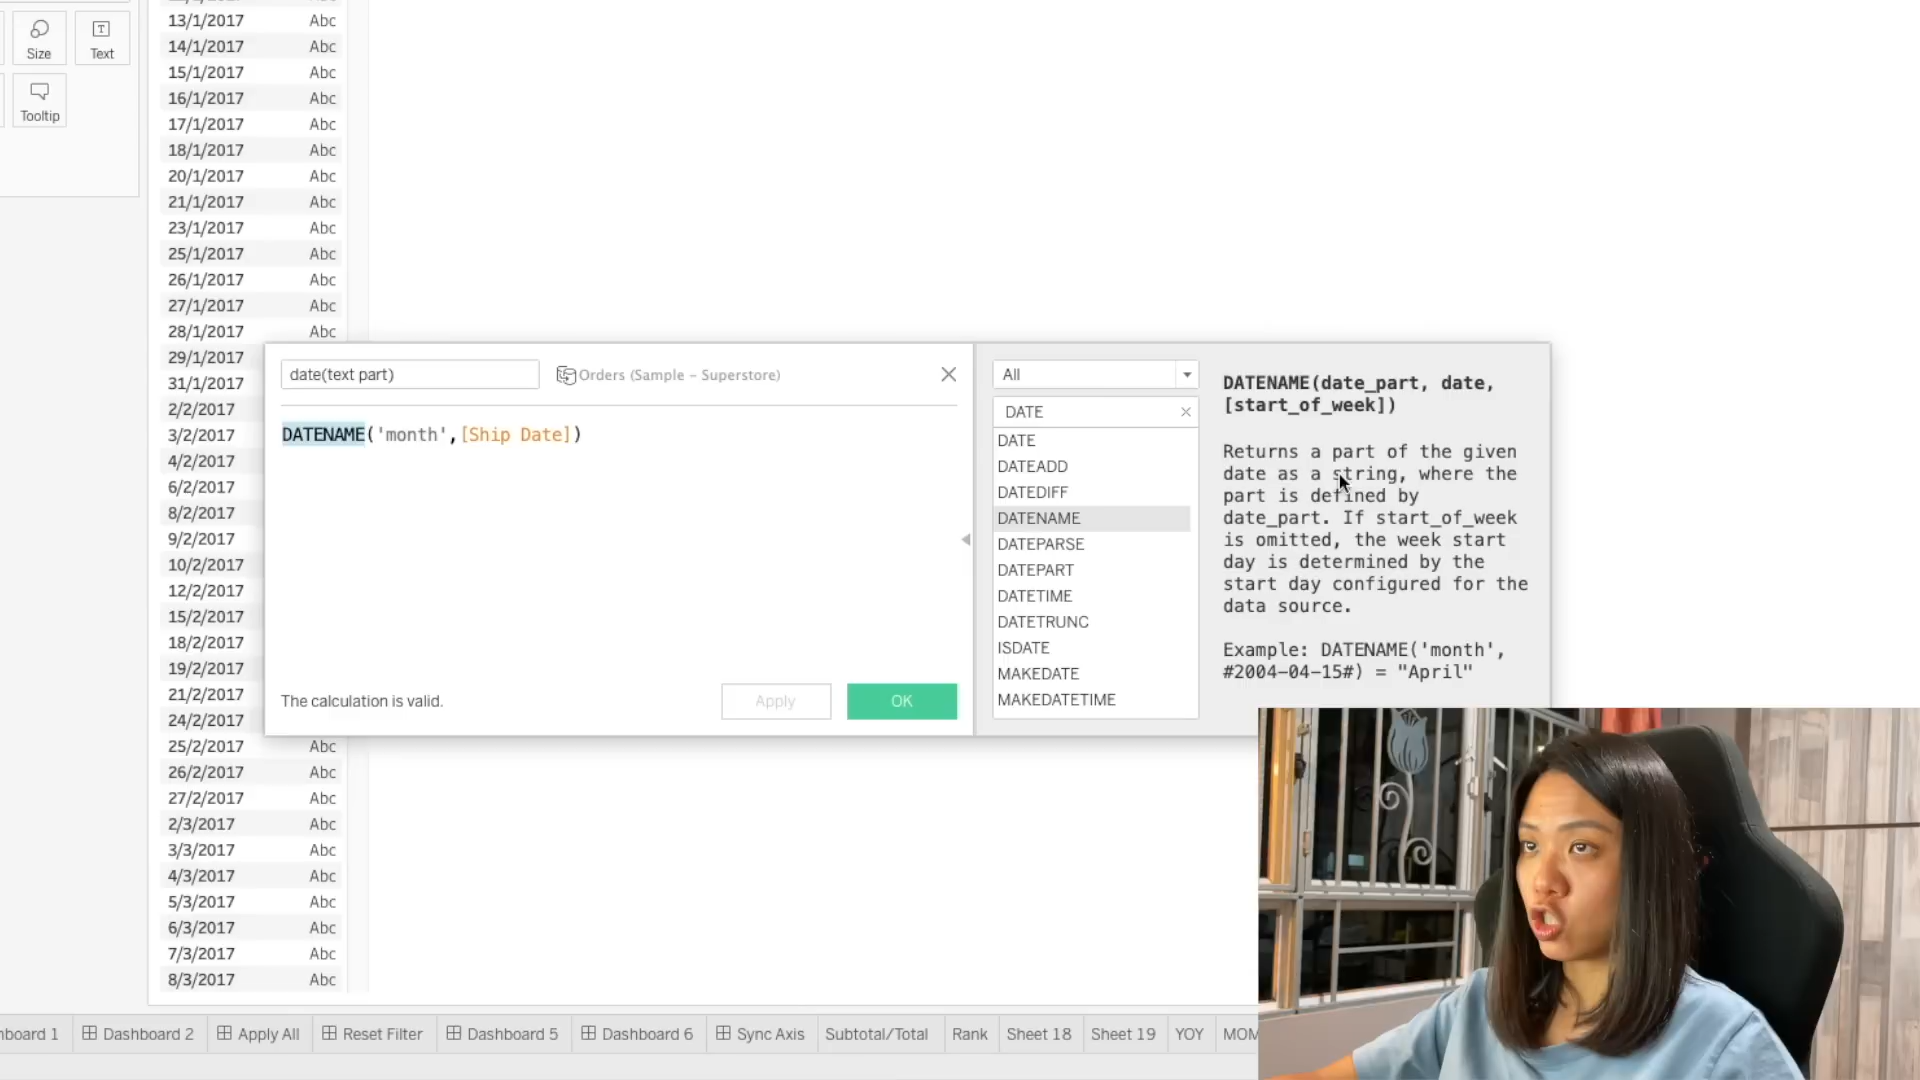 Size
Text
Tooltip
13/1/2017 Abc
14/1/2017 Abc
15/1/2017 Abc
16/1/2017 Abc
17/1/2017 Abc
18/1/2017 Abc
20/1/2017 Abc
21/1/2017 Abc
23/1/2017 Abc
25/1/2017 Abc
26/1/2017 Abc
27/1/2017 Abc
28/1/2017 Abc
29/1/2017
31/1/2017
2/2/2017
3/2/2017
4/2/2017
6/2/2017
8/2/2017
9/2/2017
10/2/2017
12/2/2017
15/2/2017
18/2/2017
19/2/2017
21/2/2017
24/2/2017
25/2/2017 Abc
26/2/2017 Abc
27/2/2017 Abc
2/3/2017 Abc
3/3/2017 Abc
4/3/2017 Abc
5/3/2017 Abc
6/3/2017 Abc
7/3/2017 Abc
8/3/2017 Abc
date(text part)
Orders (Sample – Superstore)
DATENAME('month',[Ship Date])
The calculation is valid.
Apply
OK
All
DATE
DATE
DATEADD
DATEDIFF
DATENAME
DATEPARSE
DATEPART
DATETIME
DATETRUNC
ISDATE
MAKEDATE
MAKEDATETIME
DATENAME(date_part, date,
[start_of_week])
Returns a part of the given
date as a string, where the
part is defined by
date_part. If start_of_week
is omitted, the week start
day is determined by the
start day configured for the
data source.
Example: DATENAME('month',
#2004-04-15#) = "April"
hboard 1
Dashboard 2
Apply All
Reset Filter
Dashboard 5
Dashboard 6
Sync Axis
Subtotal/Total
Rank
Sheet 18
Sheet 19
YOY
MOM